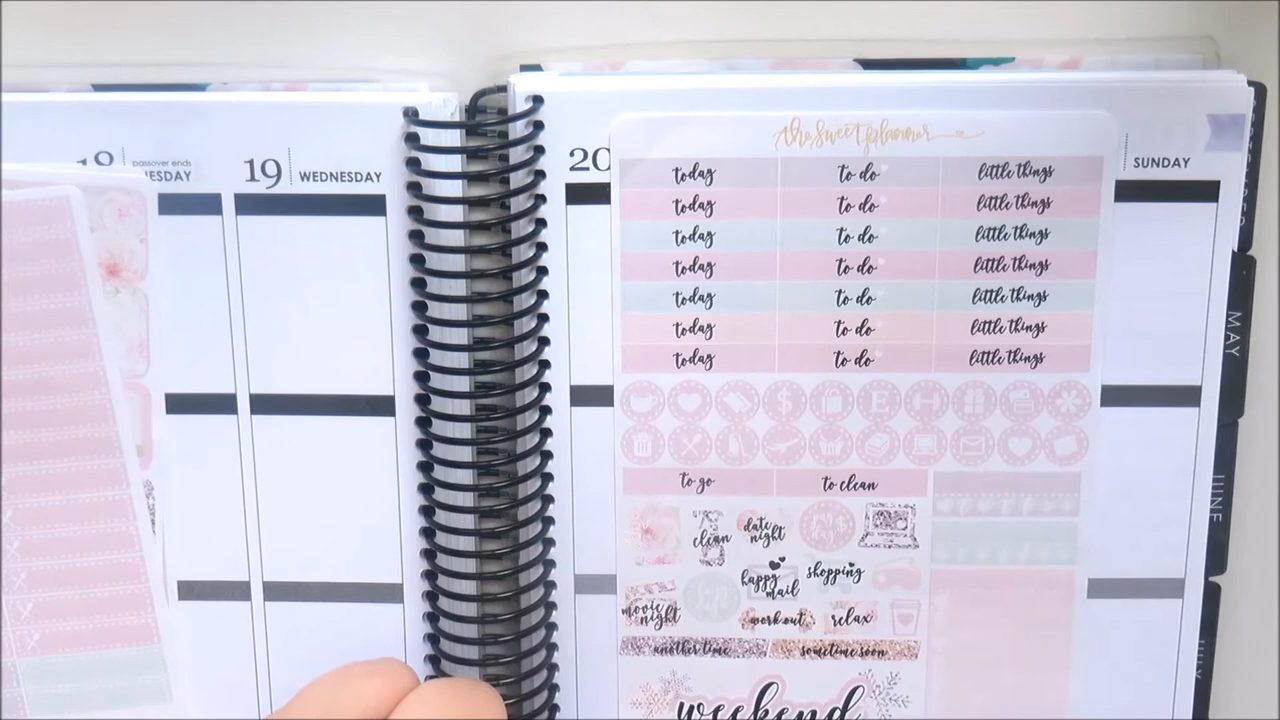 18
passover ends
TUESDAY
19 WEDNESDAY
20
SUNDAY
the sweet planner
today to do little things
today to do little things
today to do little things
today to do little things
today to do little things
today to do little things
today to do little things
to go to clean
clean
date night
happy mail
shopping
movie night
work out
relax
another time sometime soon
weekend
MAY
JUNE